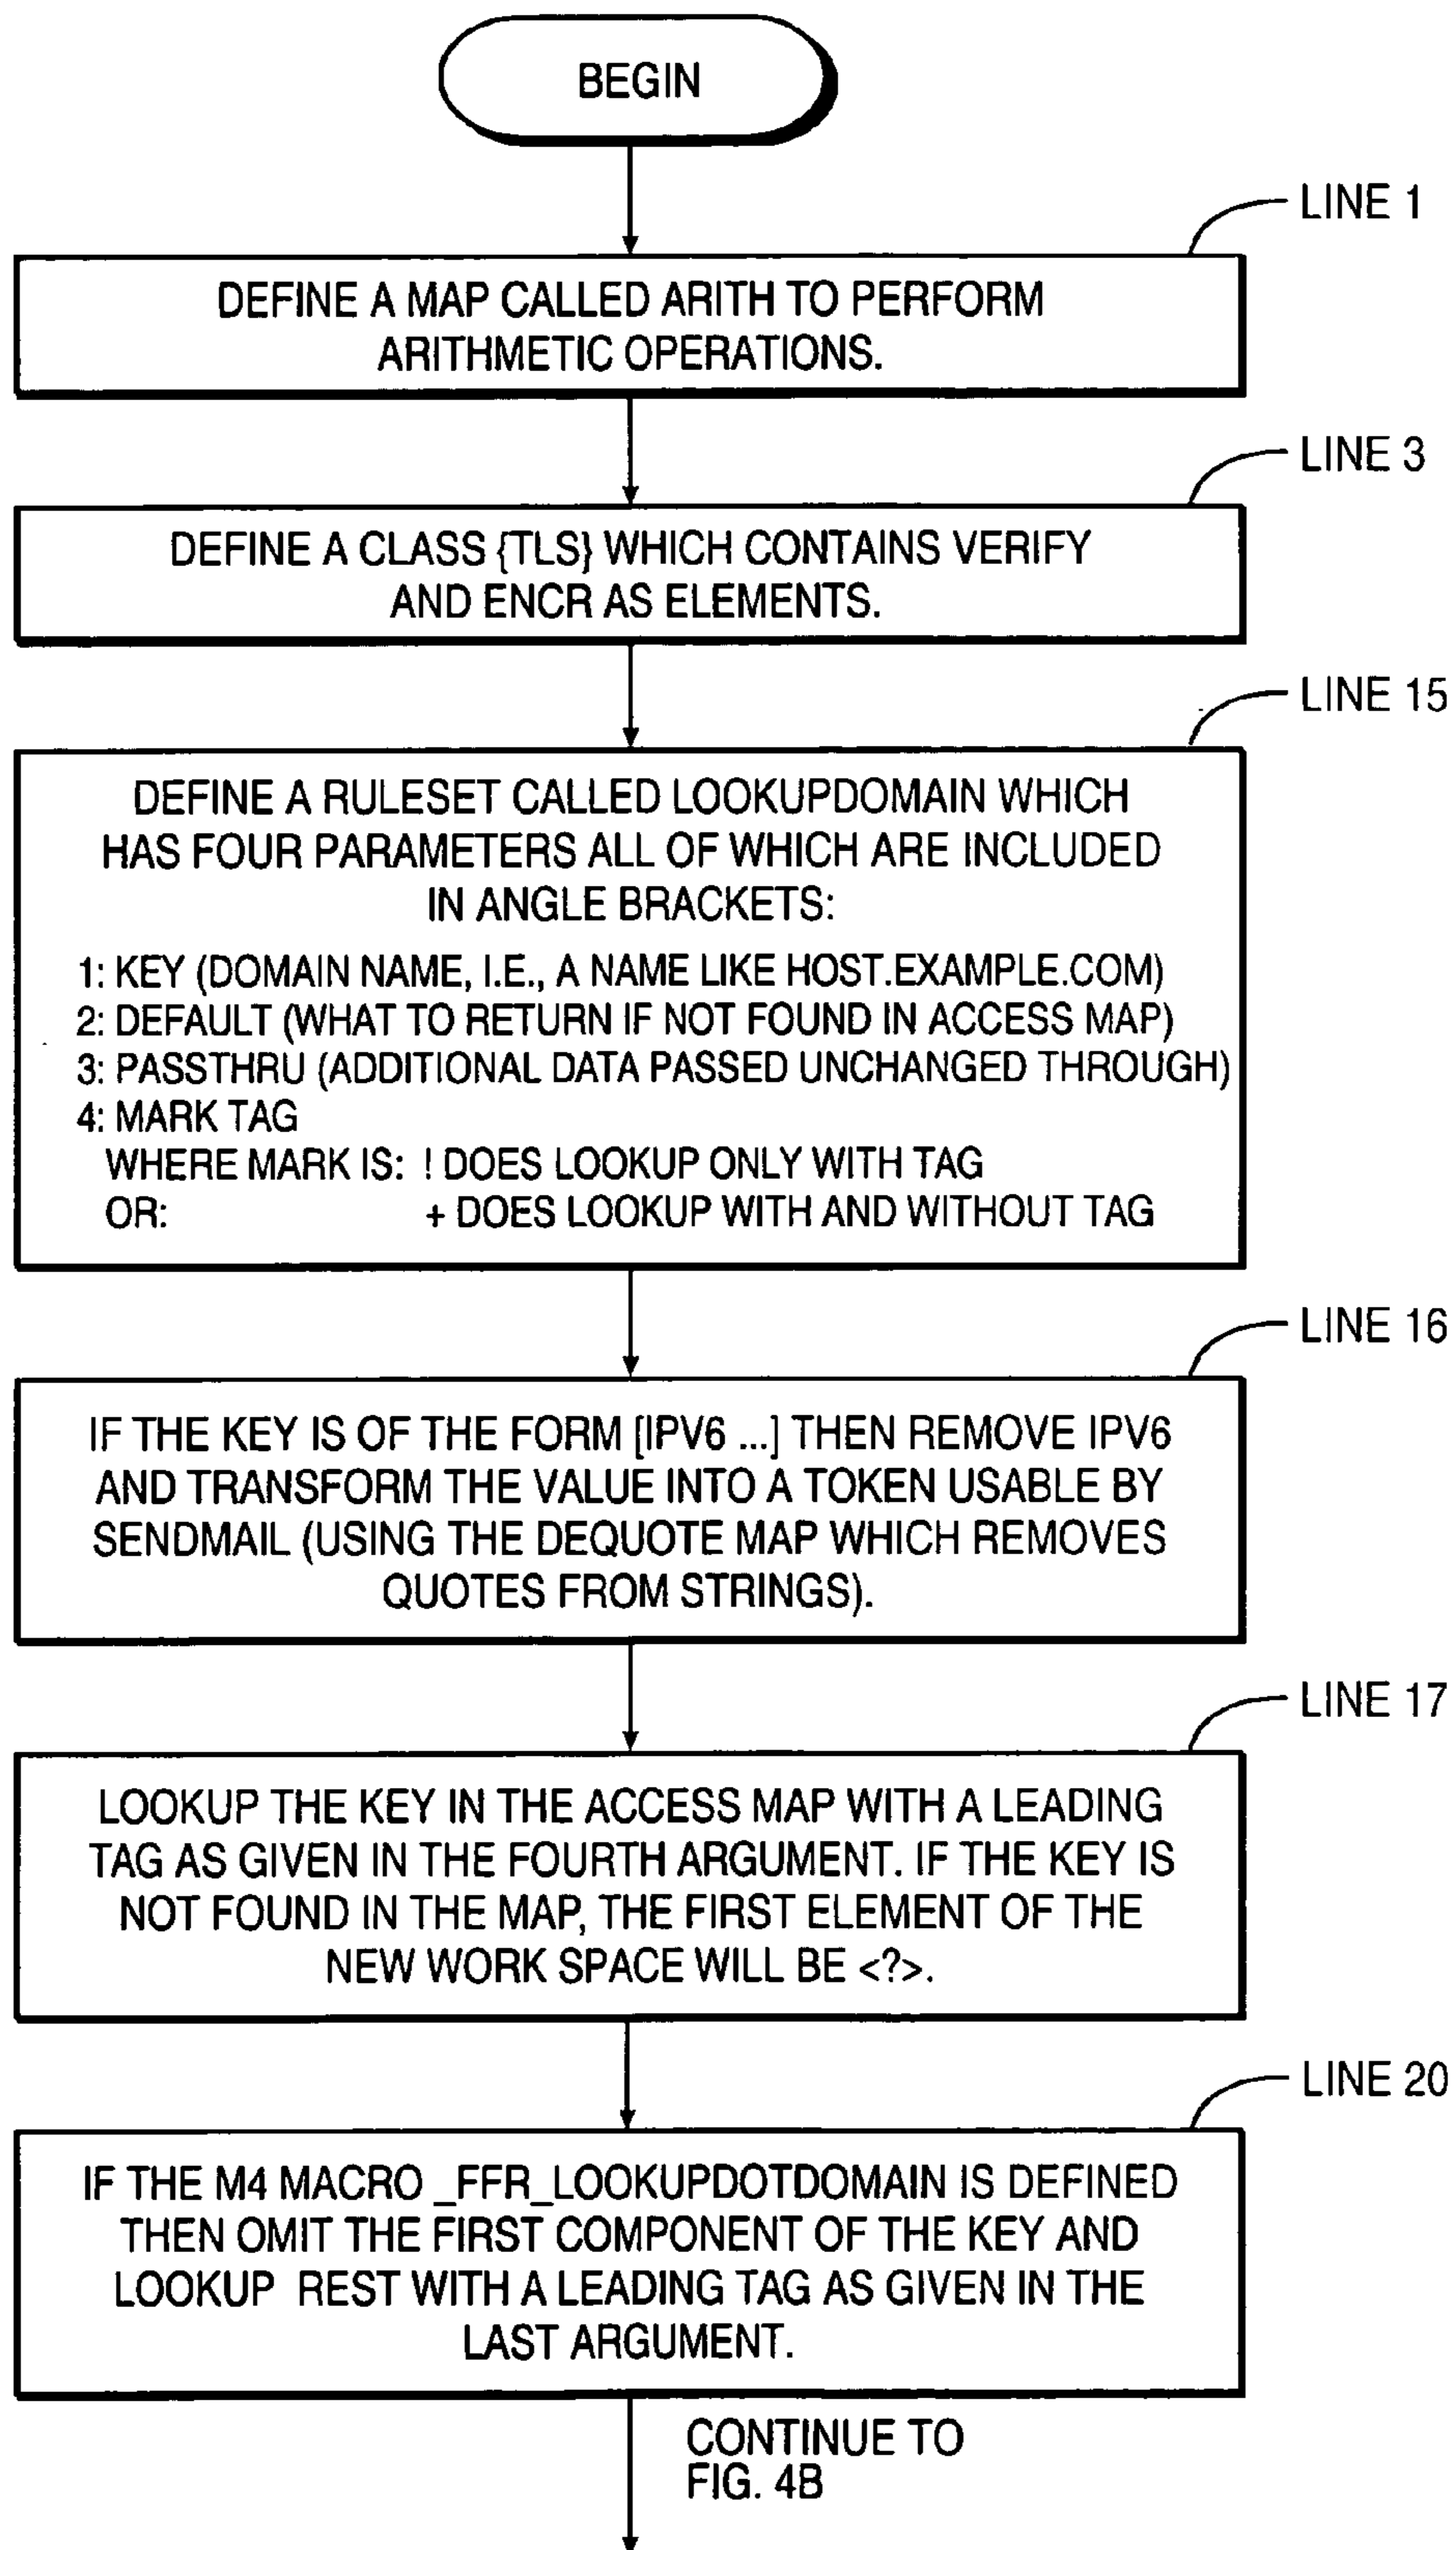 BEGIN
LINE 1
DEFINE A MAP CALLED ARITH TO PERFORM
ARITHMETIC OPERATIONS.
LINE 3
DEFINE A CLASS {TLS} WHICH CONTAINS VERIFY
AND ENCR AS ELEMENTS.
LINE 15
DEFINE A RULESET CALLED LOOKUPDOMAIN WHICH
HAS FOUR PARAMETERS ALL OF WHICH ARE INCLUDED
IN ANGLE BRACKETS:
1: KEY (DOMAIN NAME, I.E., A NAME LIKE HOST.EXAMPLE.COM)
2: DEFAULT (WHAT TO RETURN IF NOT FOUND IN ACCESS MAP)
3: PASSTHRU (ADDITIONAL DATA PASSED UNCHANGED THROUGH)
4: MARK TAG
WHERE MARK IS: ! DOES LOOKUP ONLY WITH TAG
OR: + DOES LOOKUP WITH AND WITHOUT TAG
LINE 16
IF THE KEY IS OF THE FORM [IPV6 ...] THEN REMOVE IPV6
AND TRANSFORM THE VALUE INTO A TOKEN USABLE BY
SENDMAIL (USING THE DEQUOTE MAP WHICH REMOVES
QUOTES FROM STRINGS).
LINE 17
LOOKUP THE KEY IN THE ACCESS MAP WITH A LEADING
TAG AS GIVEN IN THE FOURTH ARGUMENT. IF THE KEY IS
NOT FOUND IN THE MAP, THE FIRST ELEMENT OF THE
NEW WORK SPACE WILL BE <?>.
LINE 20
IF THE M4 MACRO _FFR_LOOKUPDOTDOMAIN IS DEFINED
THEN OMIT THE FIRST COMPONENT OF THE KEY AND
LOOKUP REST WITH A LEADING TAG AS GIVEN IN THE
LAST ARGUMENT.
CONTINUE TO
FIG. 4B